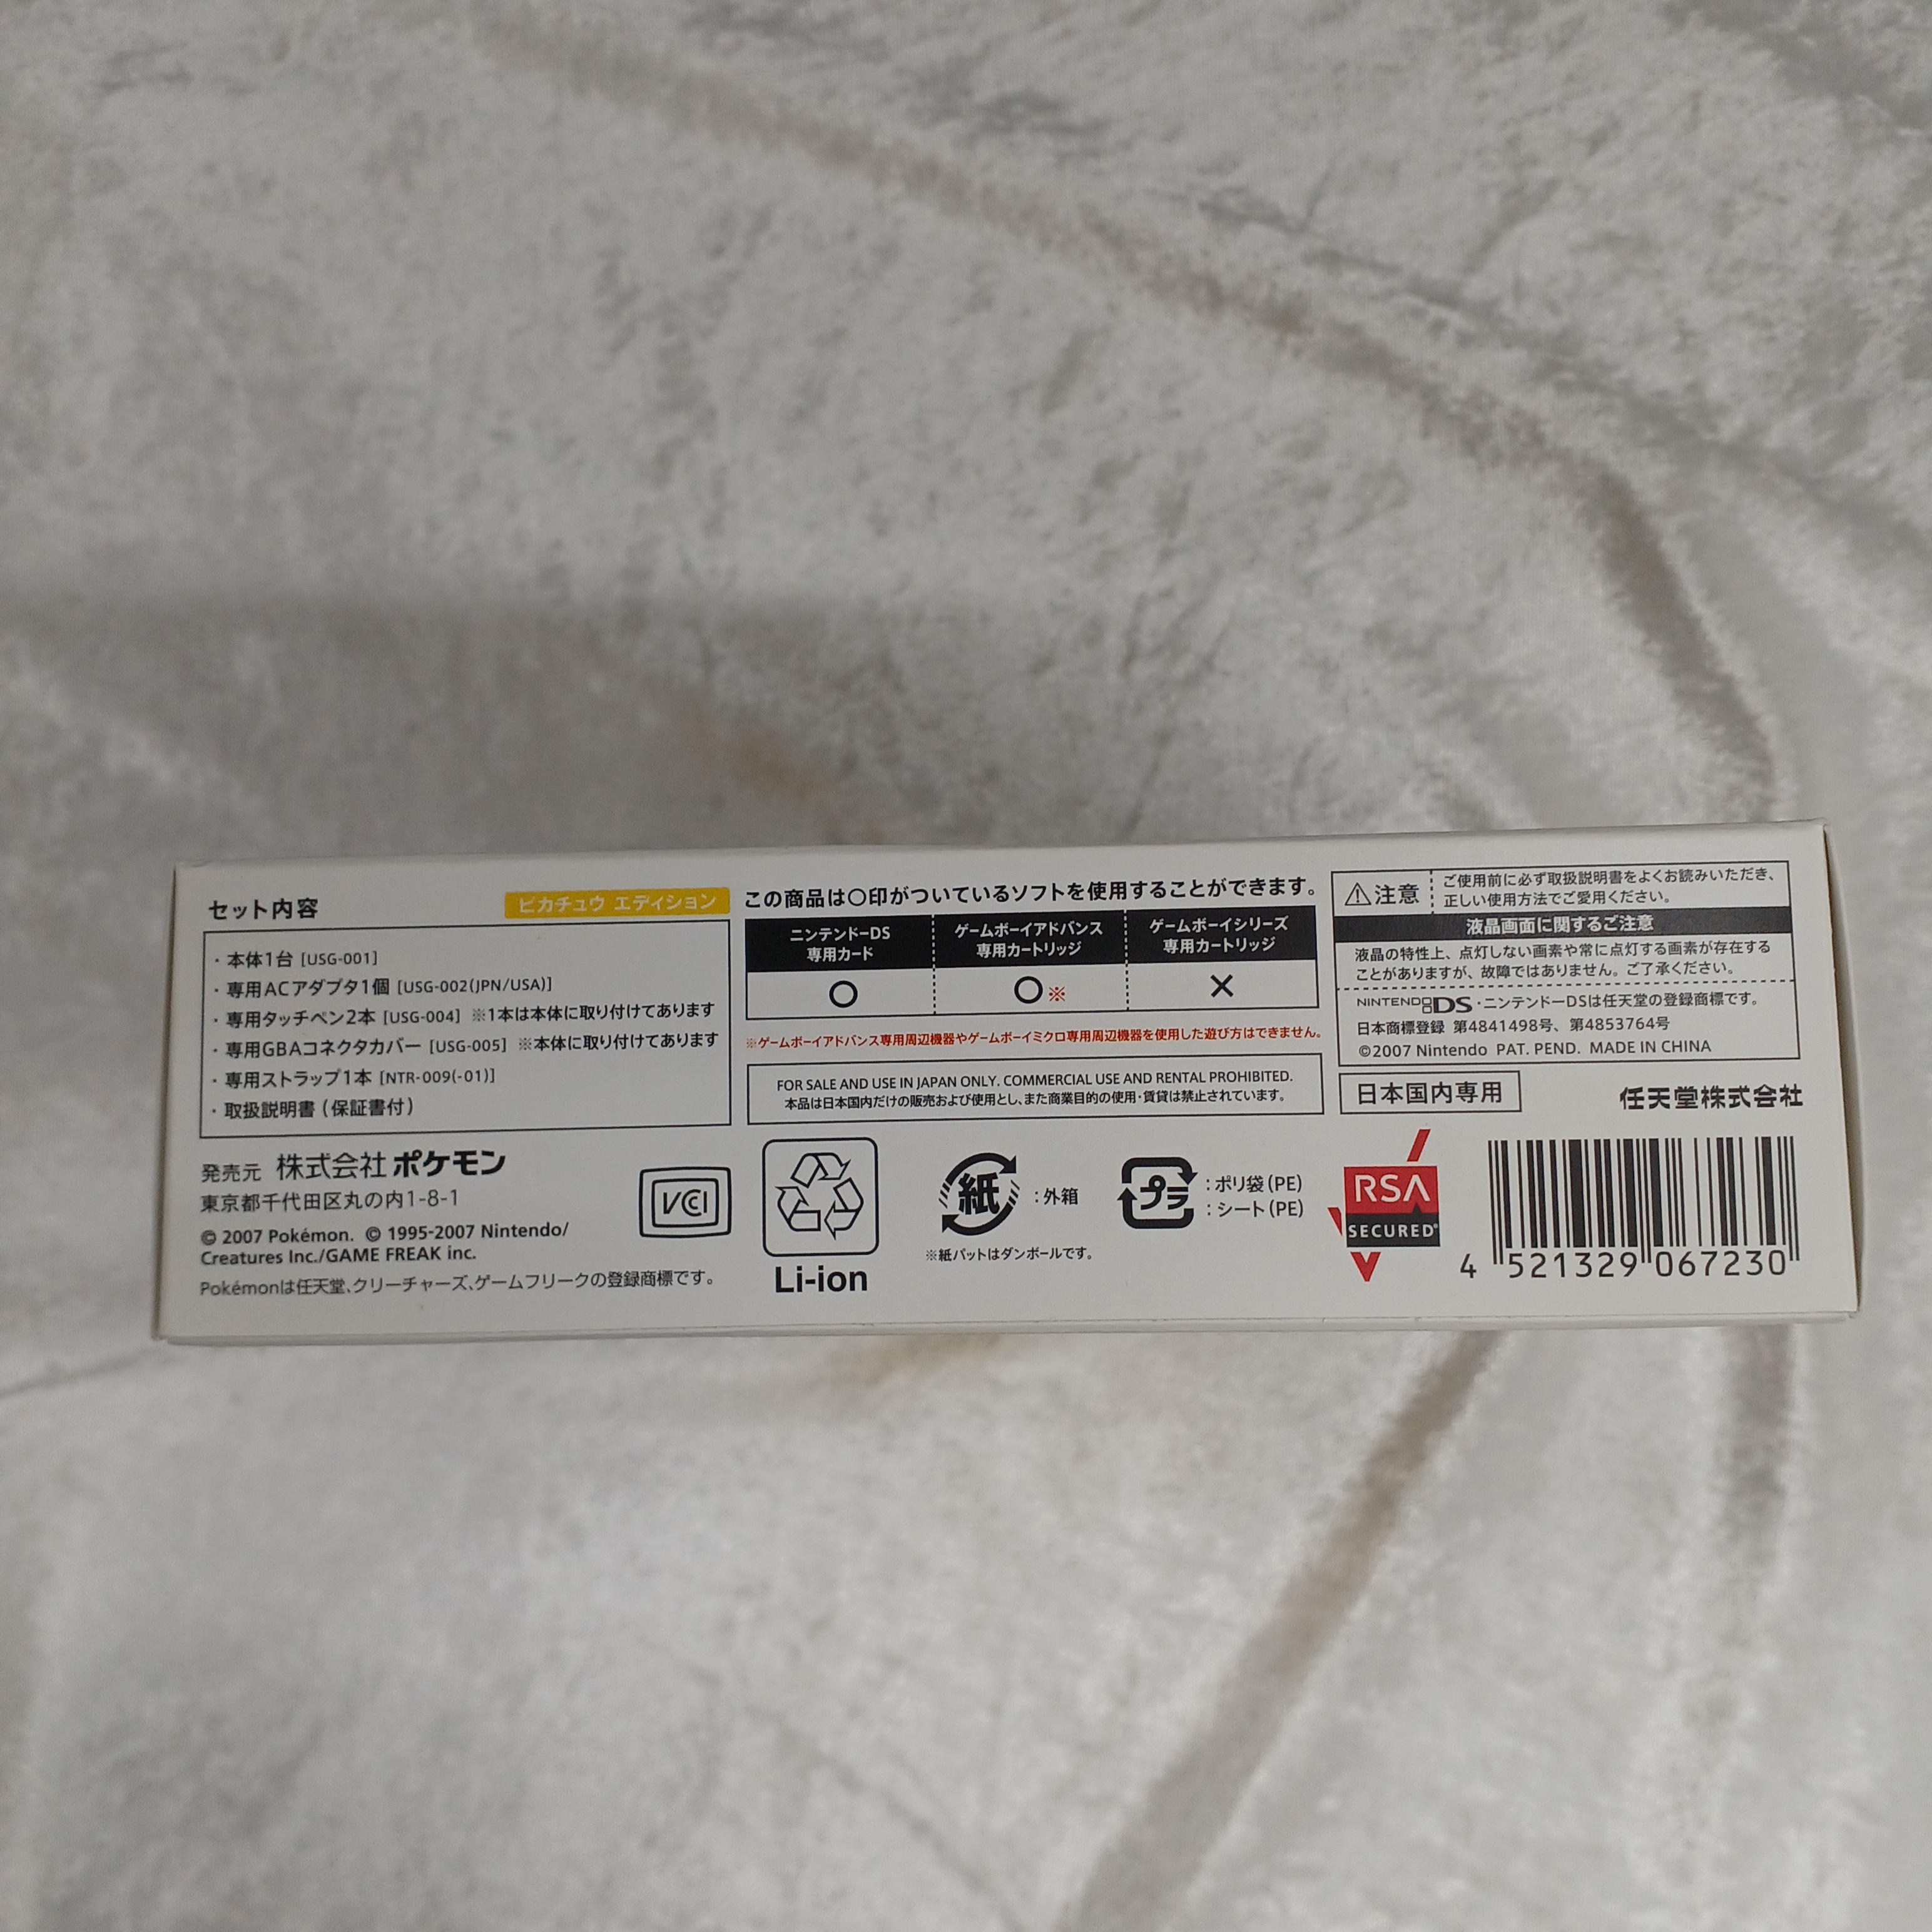 セット内容
ピカチュウ エディション
・本体1台 [USG-001]
・専用ACアダプタ1個 [USG-002(JPN/USA)]
・専用タッチペン2本 [USG-004] ※1本は本体に取り付けてあります
・専用GBAコネクタカバー [USG-005] ※本体に取り付けてあります
・専用ストラップ1本 [NTR-009(-01)]
・取扱説明書(保証書付)
発売元 株式会社ポケモン
東京都千代田区丸の内1-8-1
© 2007 Pokémon. © 1995-2007 Nintendo/
Creatures Inc./GAME FREAK inc.
Pokémonは任天堂、クリーチャーズ、ゲームフリークの登録商標です。
VCI
この商品は○印がついているソフトを使用することができます。
ニンテンドーDS
専用カード
ゲームボーイアドバンス
専用カートリッジ
ゲームボーイシリーズ
専用カートリッジ
○
○※
×
※ゲームボーイアドバンス専用周辺機器やゲームボーイミクロ専用周辺機器を使用した遊び方はできません。
FOR SALE AND USE IN JAPAN ONLY. COMMERCIAL USE AND RENTAL PROHIBITED.
本品は日本国内だけの販売および使用とし、また商業目的の使用・賃貸は禁止されています。
Li-ion
紙
:外箱
※紙パットはダンボールです。
プラ
:ポリ袋(PE)
:シート(PE)
注意
ご使用前に必ず取扱説明書をよくお読みいただき、
正しい使用方法でご愛用ください。
液晶画面に関するご注意
液晶の特性上、点灯しない画素や常に点灯する画素が存在する
ことがありますが、故障ではありません。ご了承ください。
NINTENDO DS・ニンテンドーDSは任天堂の登録商標です。
日本商標登録 第4841498号、第4853764号
©2007 Nintendo PAT. PEND. MADE IN CHINA
日本国内専用
任天堂株式会社
RSA
SECURED®
4 521329 067230